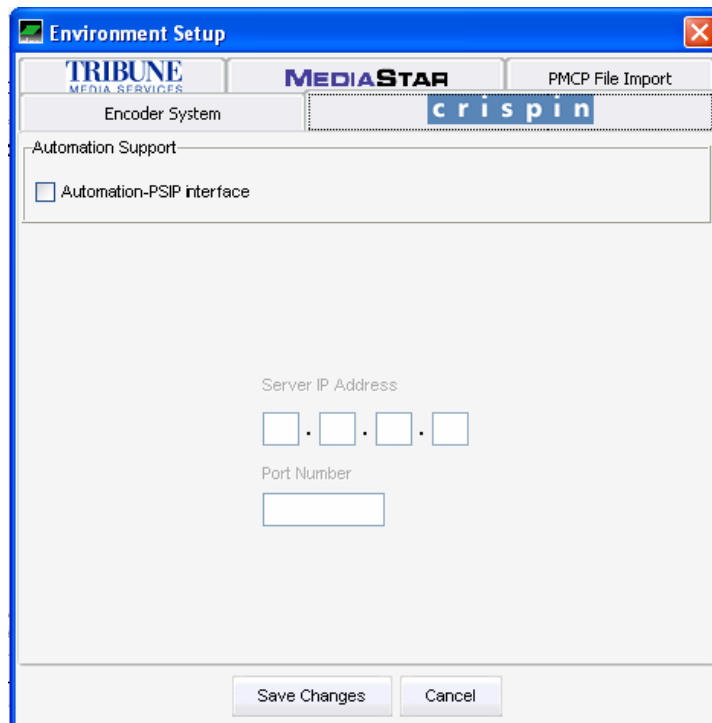 Environment Setup
TRIBUNE
MEDIA SERVICES
MEDIASTAR
PMCP File Import
Encoder System
crispin
Automation Support
Automation-PSIP interface
Server IP Address
. . .
Port Number
Save Changes
Cancel